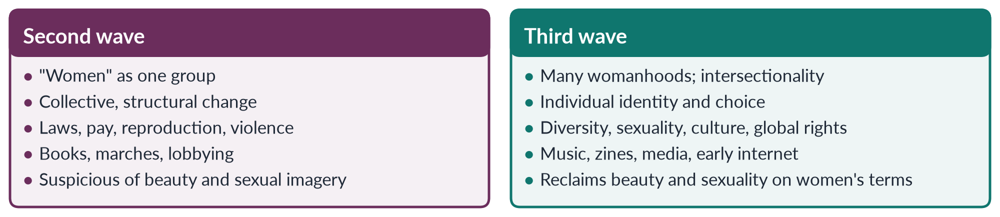 Second wave
• "Women" as one group
• Collective, structural change
• Laws, pay, reproduction, violence
• Books, marches, lobbying
• Suspicious of beauty and sexual imagery
Third wave
• Many womanhoods; intersectionality
• Individual identity and choice
• Diversity, sexuality, culture, global rights
• Music, zines, media, early internet
• Reclaims beauty and sexuality on women's terms